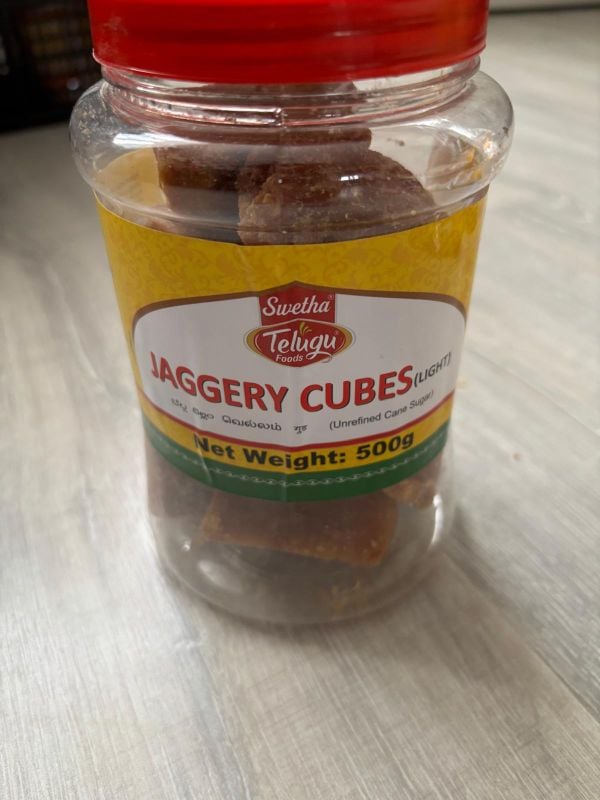 Swetha®
Telugu
Foods
JAGGERY CUBES (LIGHT)
வெல்லம் गुड (Unrefined Cane Sugar)
Net Weight: 500g